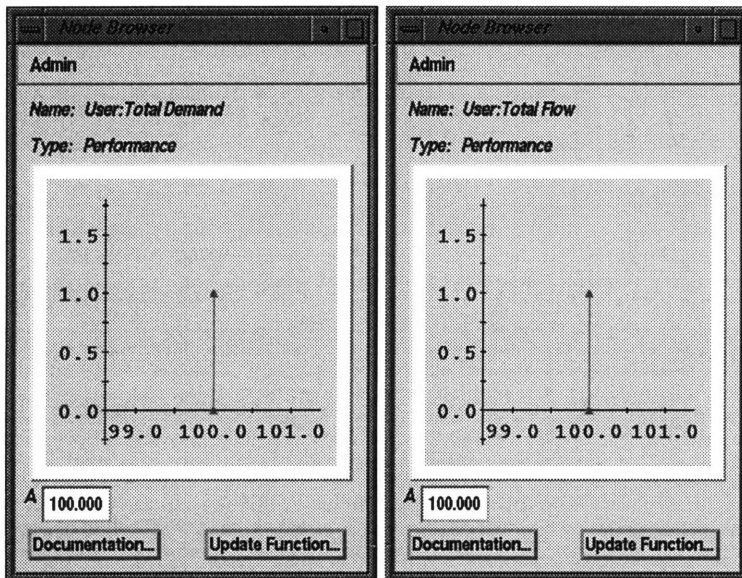 Node Browser
Admin
Name: User:Total Demand
Type: Performance
1.5
1.0
0.5
0.0
99.0 100.0 101.0
A 100.000
Documentation... Update Function...
Node Browser
Admin
Name: User:Total Flow
Type: Performance
1.5
1.0
0.5
0.0
99.0 100.0 101.0
A 100.000
Documentation... Update Function...